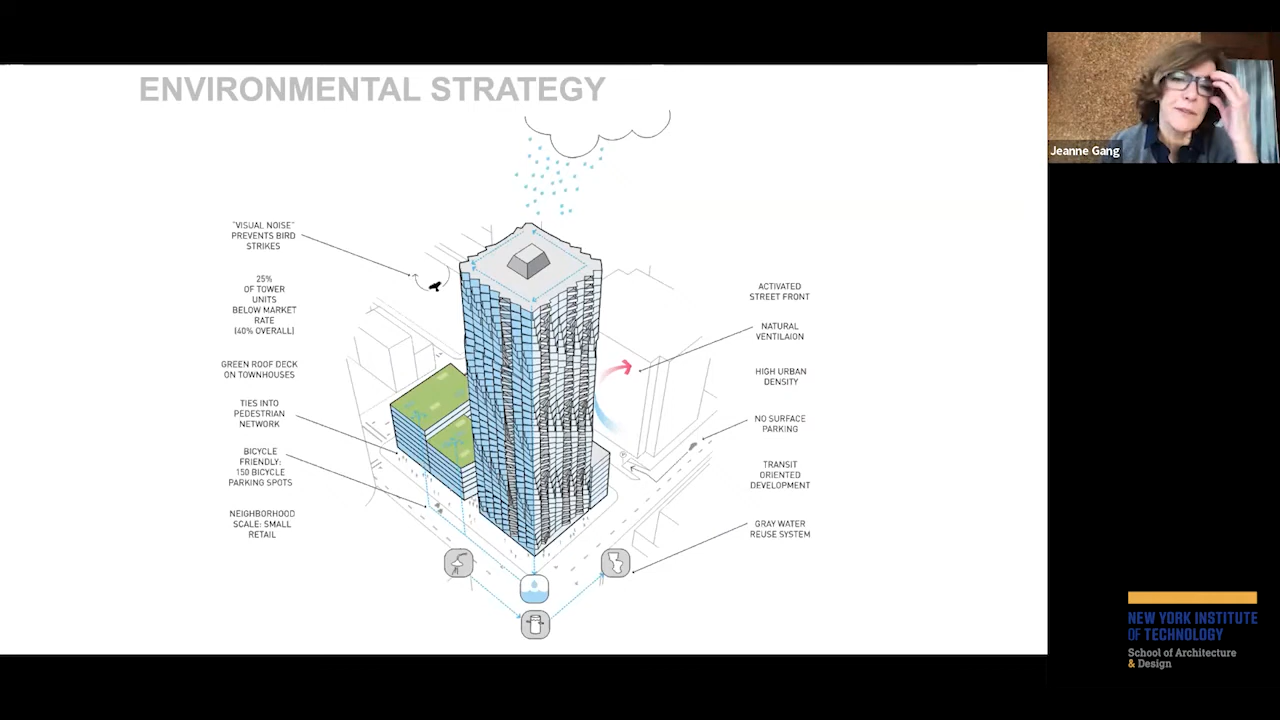 ENVIRONMENTAL STRATEGY
"VISUAL NOISE"
PREVENTS BIRD
STRIKES
25%
OF TOWER
UNITS
BELOW MARKET
RATE
(40% OVERALL)
GREEN ROOF DECK
ON TOWNHOUSES
TIES INTO
PEDESTRIAN
NETWORK
BICYCLE
FRIENDLY:
150 BICYCLE
PARKING SPOTS
NEIGHBORHOOD
SCALE: SMALL
RETAIL
ACTIVATED
STREET FRONT
NATURAL
VENTILAION
HIGH URBAN
DENSITY
NO SURFACE
PARKING
TRANSIT
ORIENTED
DEVELOPMENT
GRAY WATER
REUSE SYSTEM
Jeanne Gang
NEW YORK INSTITUTE
OF TECHNOLOGY
School of Architecture
& Design